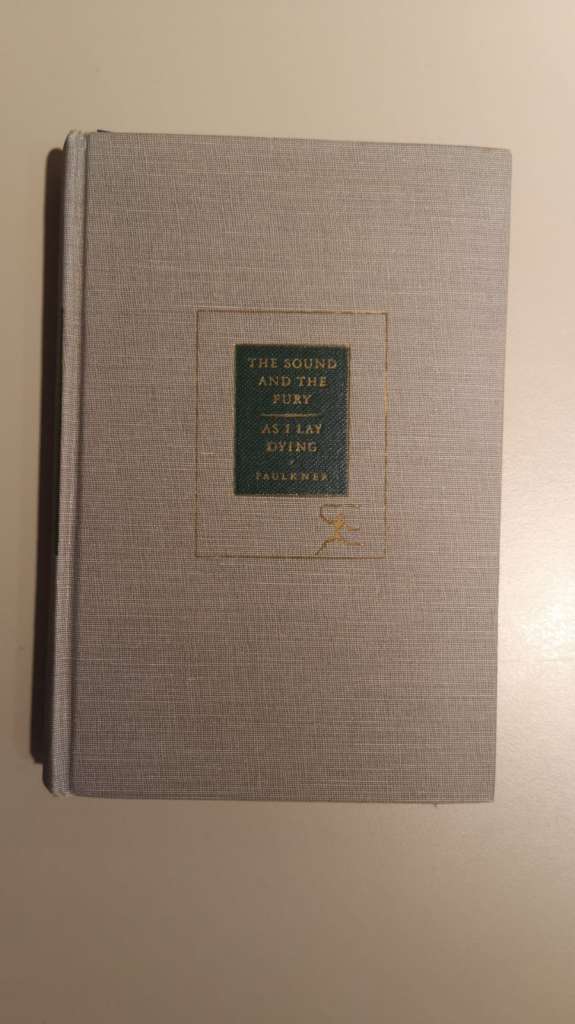 THE SOUND
AND THE
FURY
AS I LAY
DYING
FAULKNER